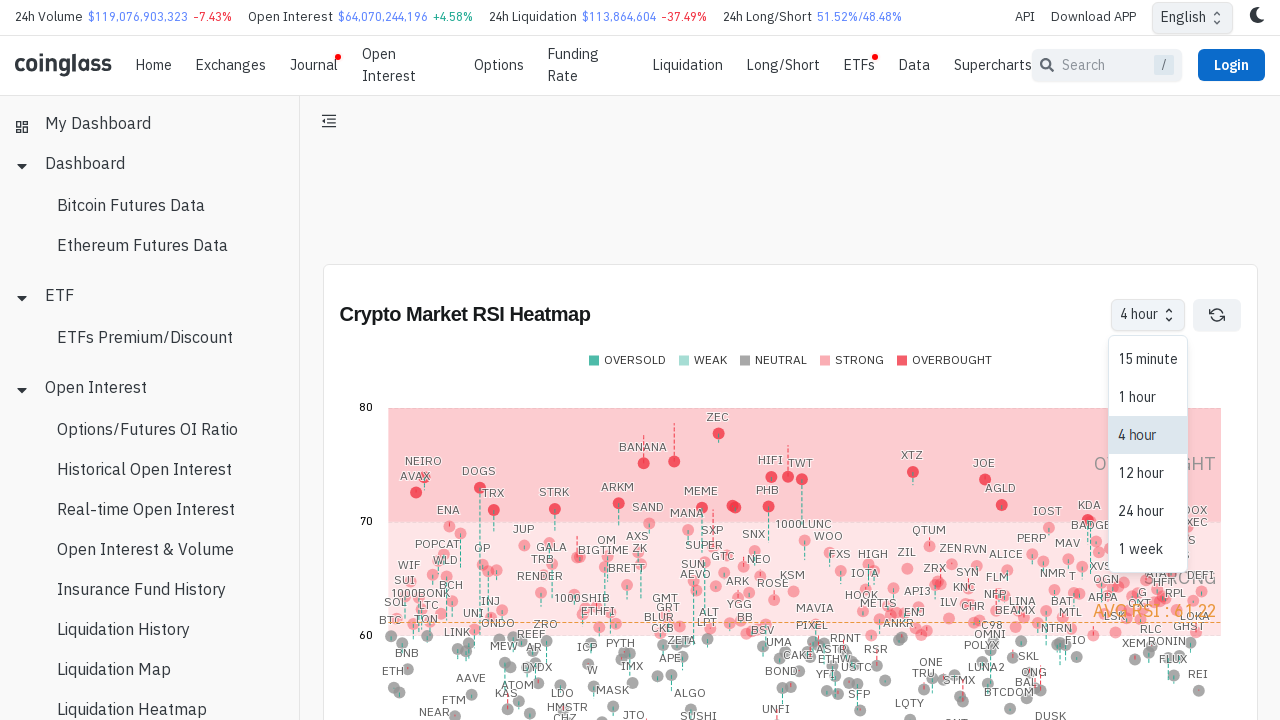 24h Volume $119,076,903,323 -7.43% Open Interest $64,070,244,196 +4.58% 24h Liquidation $113,864,604 -37.49% 24h Long/Short 51.52%/48.48% API Download APP English
coinglass Home Exchanges Journal Open Interest Options Funding Rate Liquidation Long/Short ETFs Data Supercharts Search / Login
My Dashboard
Dashboard
Bitcoin Futures Data
Ethereum Futures Data
ETF
ETFs Premium/Discount
Open Interest
Options/Futures OI Ratio
Historical Open Interest
Real-time Open Interest
Open Interest & Volume
Insurance Fund History
Liquidation History
Liquidation Map
Liquidation Heatmap
Crypto Market RSI Heatmap
4 hour
15 minute
1 hour
4 hour
12 hour
24 hour
1 week
OVERSOLD WEAK NEUTRAL STRONG OVERBOUGHT
80
ZEC
BANANA
NEIRO HIFI TWT XTZ JOE
AVAX DOGS
TRX STRK ARKM MEME PHB AGLD
ENA SAND MANA KDA IOST
70
JUP AXS SXP 1000LUNC QTUM
POPCAT OP GALA OM ZK SUPER SNX WOO PERP MAV
WIF WLD TRB BIGTIME GTC NEO FXS HIGH ZIL ZEN RVN ALICE
SUI BCH RENDER BRETT SUN AEVO ARK ROSE KSM IOTA ZRX SYN FLM NMR T OGN DEFI
1000BONK 1000SHIB GMT HOOK API3 KNC NFP ARPA G RPL
SOL LTC INJ ETHFI GRT YGG METIS ILV CHR LINA BAT
BTC TON UNI ONDO ZRO BLUR ALT LPT BB MAVIA ENJ BEAMX MTL LSK LOKA
60
LINK REEF CKB BSV PIXEL ANKR C98 NTRN RLC GHST
BNB MEW AR ICP PYTH ZETA UMA RDNT OMNI FIO XEM RONIN
ETH DYDX W IMX APE CAKE ASTR RSR POLYX SKL FLUX
AAVE ATOM BOND ETHW USTC ONE LUNA2 ONG REI
FTM KAS LDO MASK ALGO YFI SFP TRU STMX BAL
NEAR HMSTR JTO SUSHI UNFI LQTY BTCDOM DUSK
CHZ